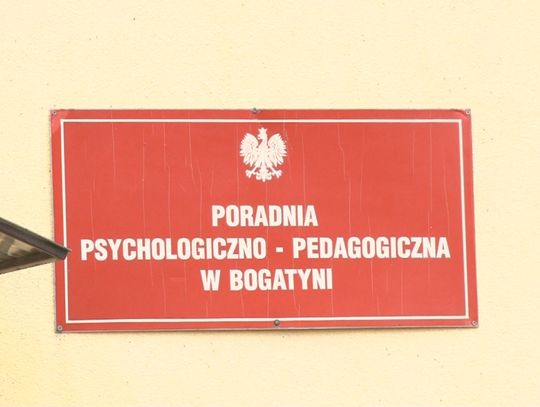 PORADNIA
PSYCHOLOGICZNO - PEDAGOGICZNA
W BOGATYNI